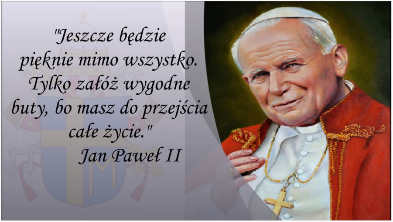 "Jeszcze będzie
pięknie mimo wszystko.
Tylko załóż wygodne
buty, bo masz do przejścia
całe życie."
Jan Paweł II